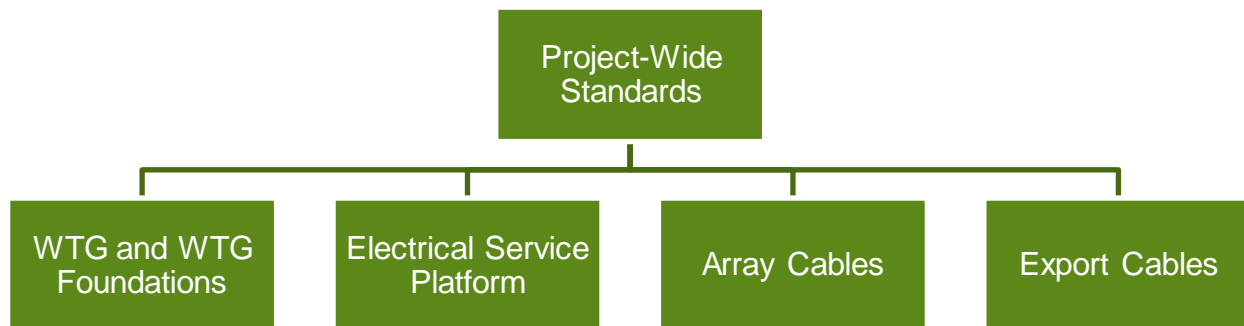 Project-Wide
Standards
WTG and WTG
Foundations
Electrical Service
Platform
Array Cables
Export Cables